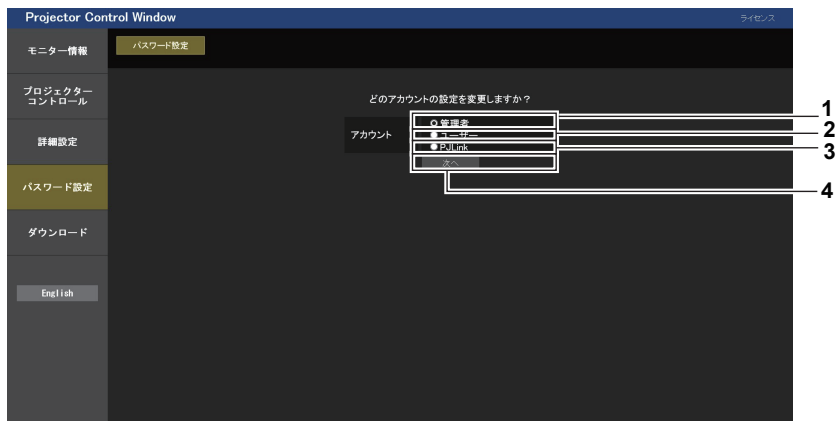 Projector Control Window
ライセンス
モニター情報
パスワード設定
プロジェクター
コントロール
どのアカウントの設定を変更しますか？
アカウント
管理者
ユーザー
PJLink
次へ
1
2
3
4
詳細設定
パスワード設定
ダウンロード
English